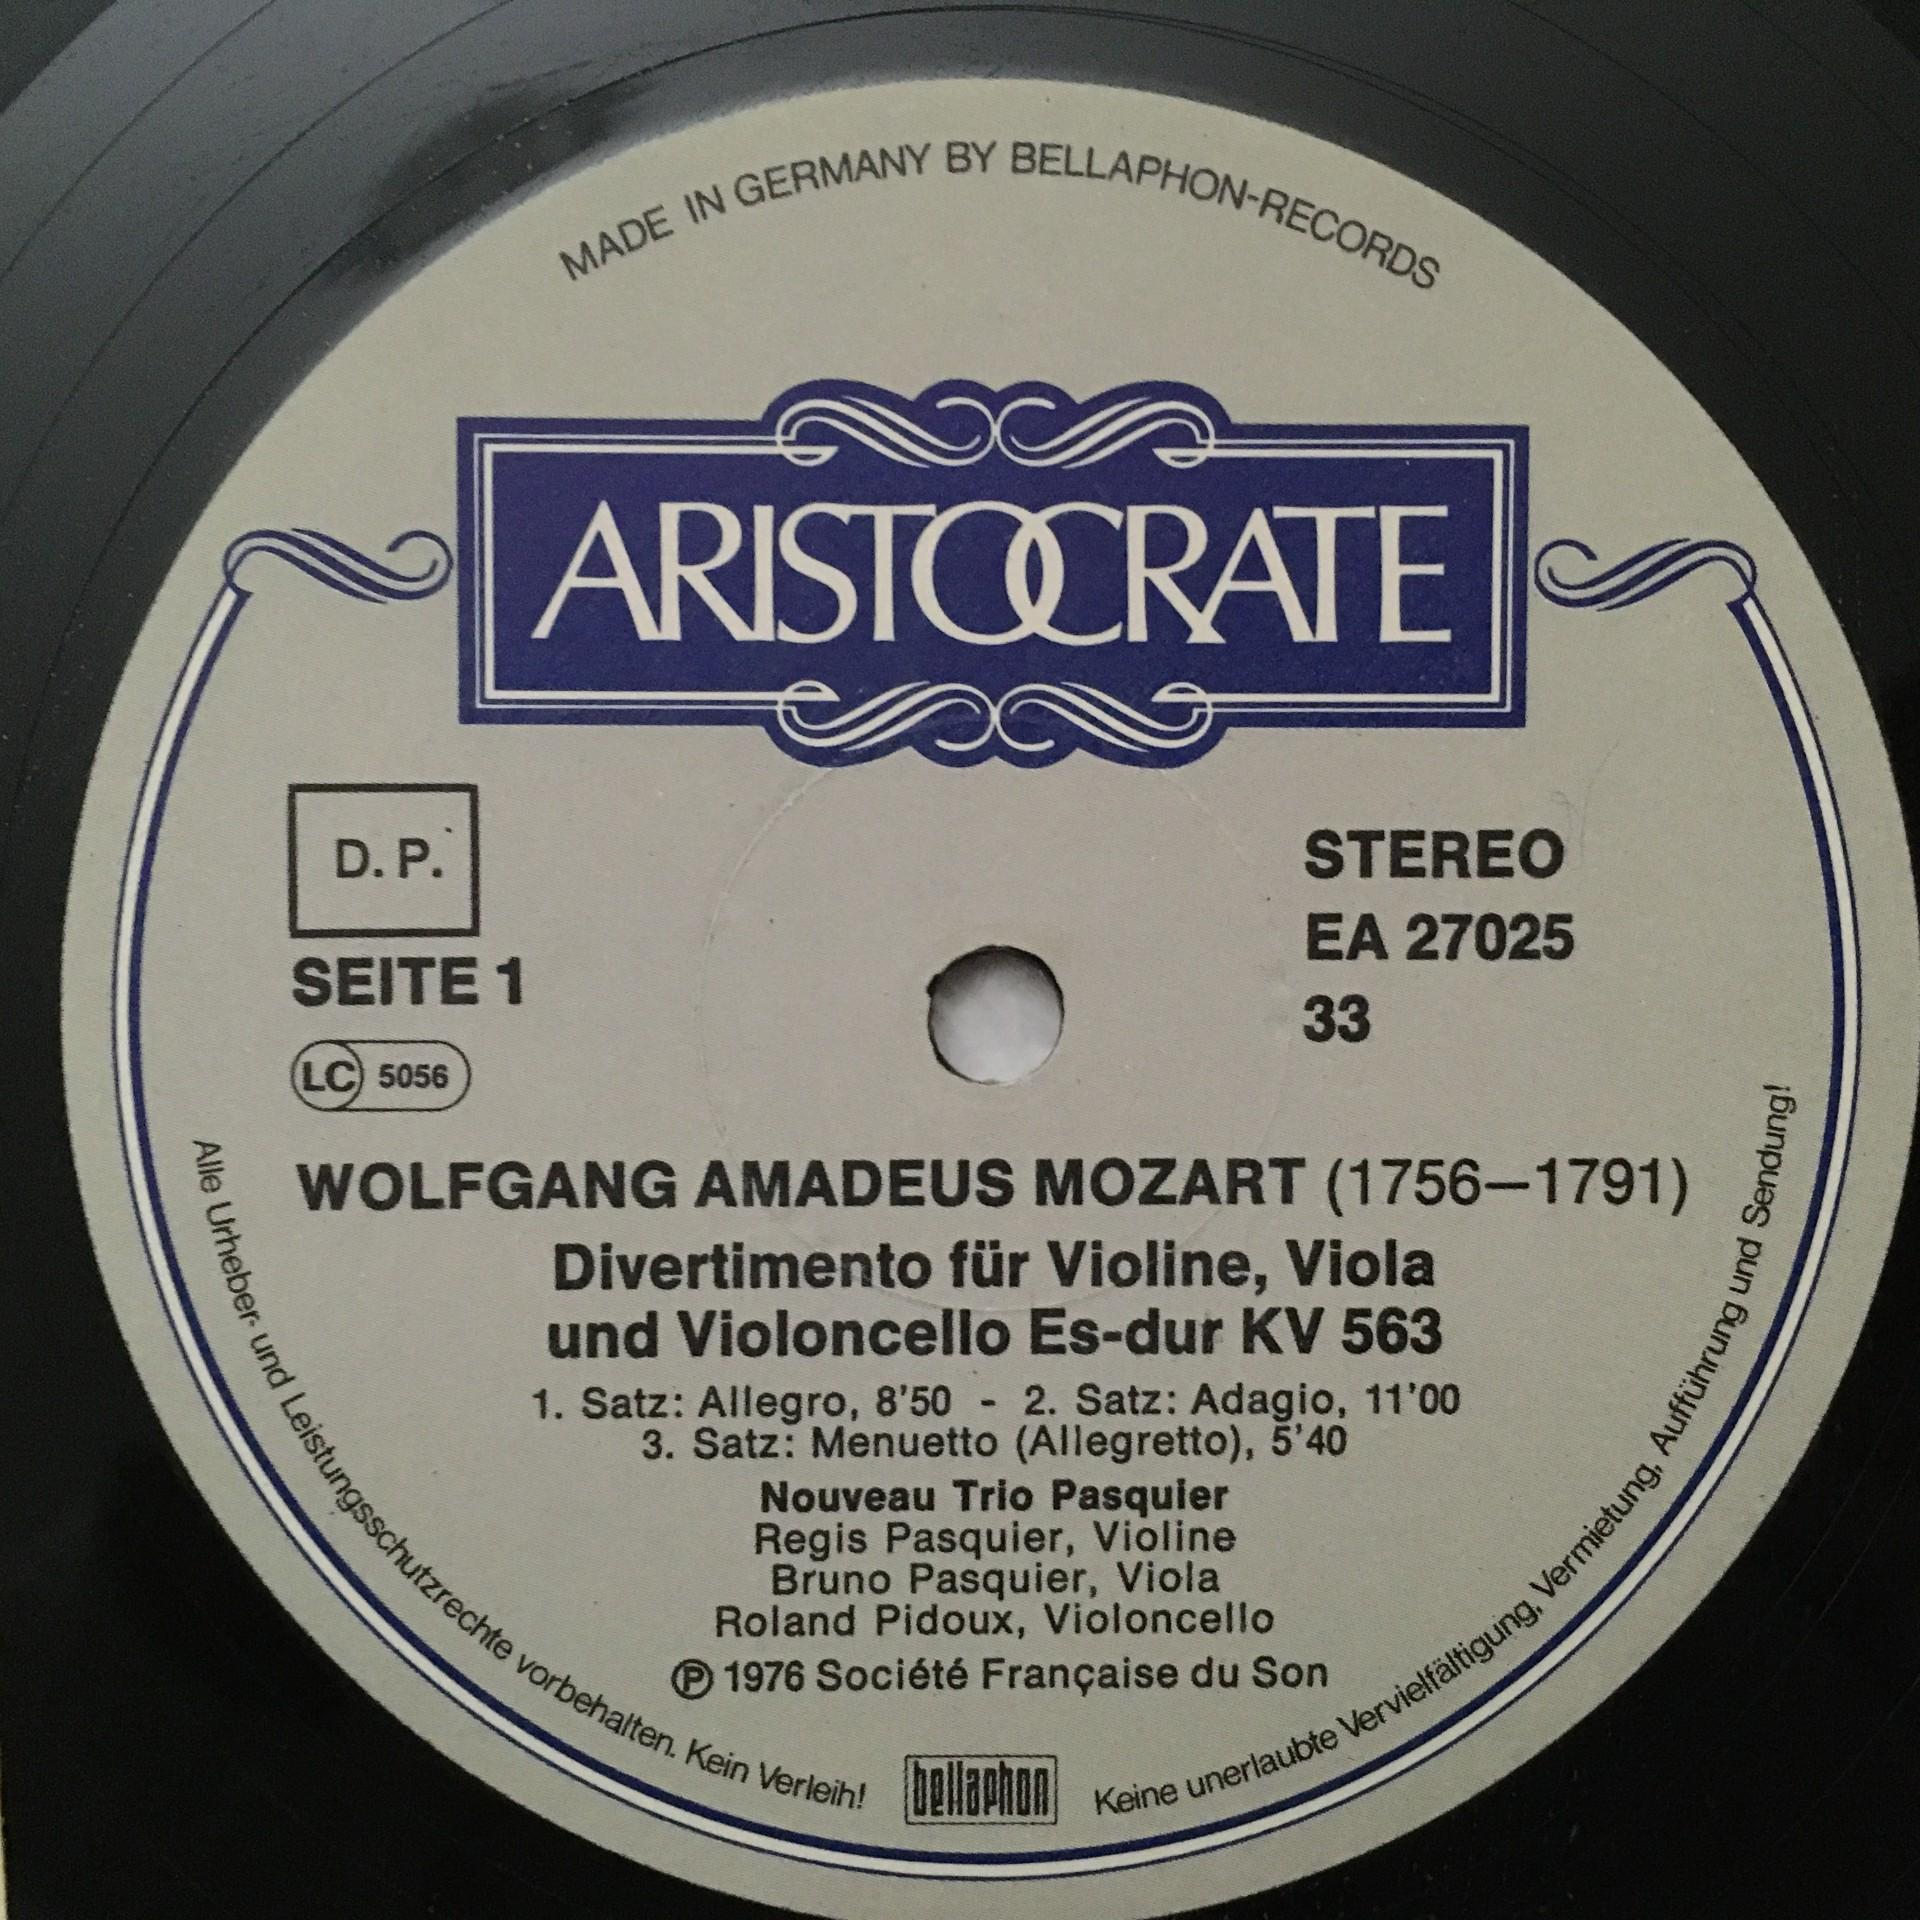 MADE IN GERMANY BY BELLAPHON-RECORDS
ARISTOCRATE
D. P.
SEITE 1
LC 5056
STEREO
EA 27025
33
WOLFGANG AMADEUS MOZART (1756–1791)
Divertimento für Violine, Viola
und Violoncello Es-dur KV 563
1. Satz: Allegro, 8'50 - 2. Satz: Adagio, 11'00
3. Satz: Menuetto (Allegretto), 5'40
Nouveau Trio Pasquier
Regis Pasquier, Violine
Bruno Pasquier, Viola
Roland Pidoux, Violoncello
Ⓟ 1976 Société Française du Son
Alle Urheber- und Leistungsschutzrechte vorbehalten. Kein Verleih!
bellaphon
Keine unerlaubte Vervielfältigung, Vermietung, Aufführung und Sendung!